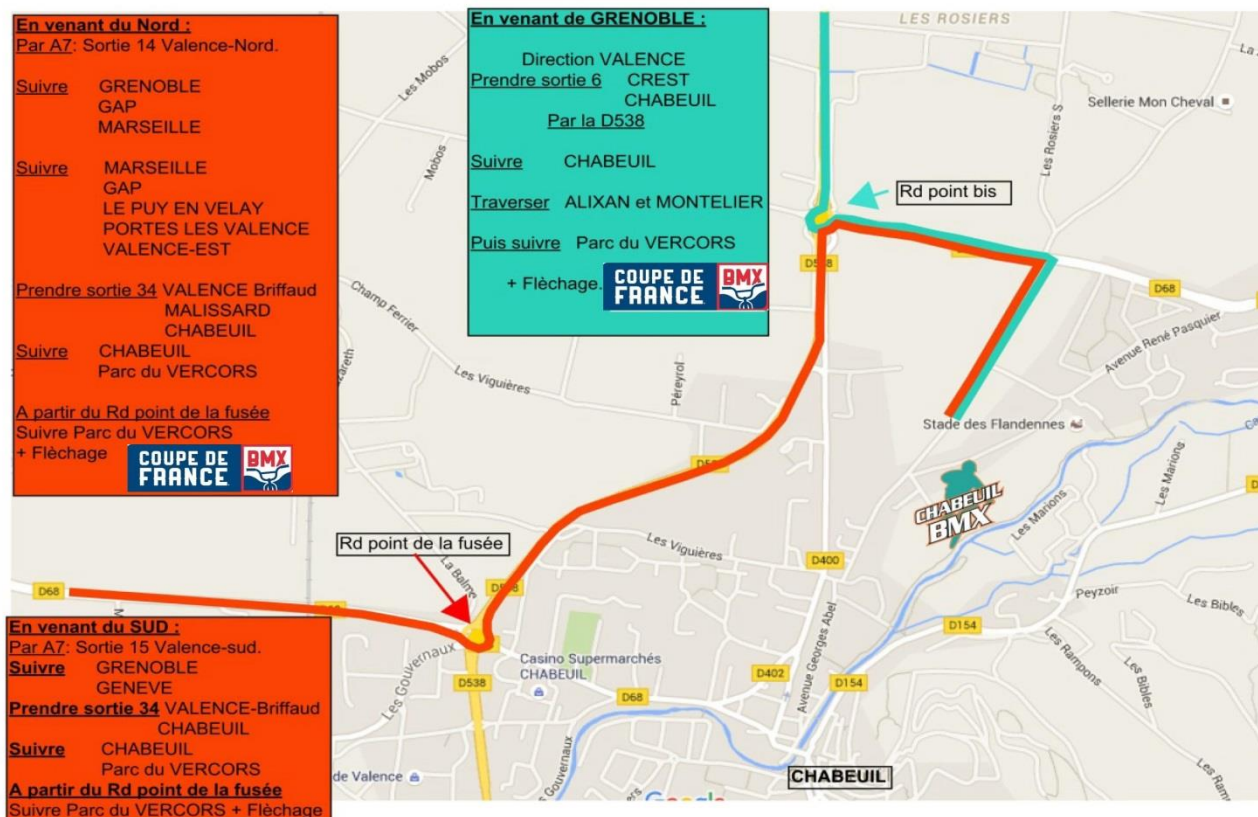 En venant du Nord :
Par A7: Sortie 14 Valence-Nord.
Suivre GRENOBLE
GAP
MARSEILLE
Suivre MARSEILLE
GAP
LE PUY EN VELAY
PORTES LES VALENCE
VALENCE-EST
Prendre sortie 34 VALENCE Briffaud
MALISSARD
CHABEUIL
Suivre CHABEUIL
Parc du VERCORS
A partir du Rd point de la fusée
Suivre Parc du VERCORS
+ Flèchage
COUPE DE
FRANCE
BMX
En venant de GRENOBLE :
Direction VALENCE
Prendre sortie 6 CREST
CHABEUIL
Par la D538
Suivre CHABEUIL
Traverser ALIXAN et MONTELIER
Puis suivre Parc du VERCORS
+ Flèchage.
COUPE DE
FRANCE
BMX
En venant du SUD :
Par A7: Sortie 15 Valence-sud.
Suivre GRENOBLE
GENEVE
Prendre sortie 34 VALENCE-Briffaud
CHABEUIL
Suivre CHABEUIL
Parc du VERCORS
A partir du Rd point de la fusée
Suivre Parc du VERCORS + Flèchage
LES ROSIERS
Les Mobos
Mobos
Sellerie Mon Cheval
Les Rosiers S
Rd point bis
D68
Avenue René Pasquier
Champ Ferrier
Les Viguières
Péreyrol
Stade des Flandennes
CHABEUIL
BMX
Les Marions
Les Marions
Rd point de la fusée
La Balme
Les Viguières
D400
Avenue Georges Abel
D68
Peyzoir
Les Bibles
D154
Les Rampons
Les Bibles
Les Gouvernaux
Casino Supermarchés
CHABEUIL
D538
D68
D402
D154
Les Gouvernaux
de Valence
CHABEUIL
Google